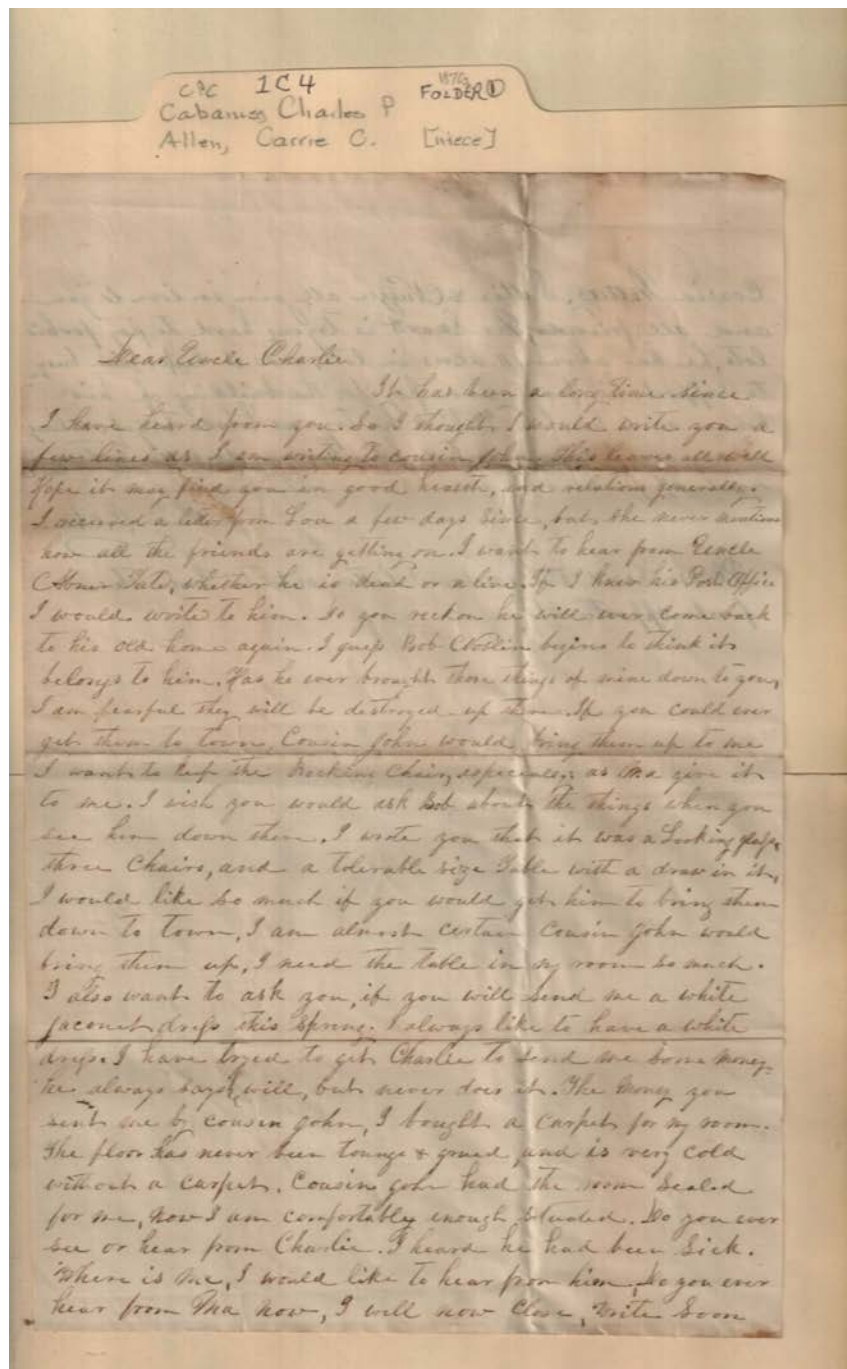 CPC 1C4 1876 FOLDER ①
Cabaniss Charles P
Allen, Carrie C. [niece]
Dear Uncle Charlie
It has been a long time since
I have heard from you. So I thought I would write you a
few lines as I am writing to cousin John. This leaves all well
hope it may find you in good health, and relations generally.
I received a letter from Lou a few days since, but she never mentions
how all the friends are getting on. I want to hear from Uncle
Abner Tate, whether he is dead or alive. If I knew his Post Office
I would write to him. Do you reckon he will ever come back
to his old home again. I guess Bob begins to think it
belongs to him. Has he ever brought those things of mine down to you,
I am fearful they will be destroyed up there. If you could ever
get them to town, Cousin John would bring them up to me
I want to keep the Rocking Chair, especially as Ma give it
to me. I wish you would ask Bob about the things when you
see him down there. I wrote you that it was a Looking glass,
three Chairs, and a tolerable size Table with a draw in it,
I would like so much if you would get him to bring them
down to town, I am almost certain Cousin John would
bring them up, I need the table in my room so much.
I also want to ask you, if you will send me a white
jaconet dress this Spring. I always like to have a white
dress. I have tryed to get Charlie to send me some money
he always says will, but never does it. The Money you
sent me by cousin John, I bought a carpet for my room.
The floor has never been tounge & grued, and is very cold
without a carpet. Cousin John had the room Sealed
for me, now I am comfortably enough situated. Do you ever
see or hear from Charlie. I heard he had been Sick.
Where is he, I would like to hear from him. Do you ever
hear from Ma now, I will now Close, Write Soon